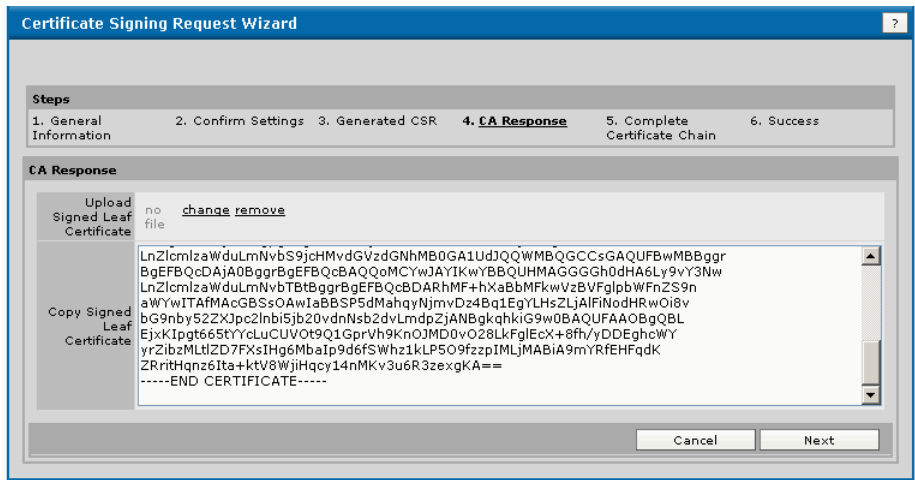 Certificate Signing Request Wizard
?
Steps
1. General Information
2. Confirm Settings
3. Generated CSR
4. CA Response
5. Complete Certificate Chain
6. Success
CA Response
Upload Signed Leaf Certificate
no file
change remove
Copy Signed Leaf Certificate
LnZlcmlzaWduLmNvbS9jcHMvdGVzdGNhMB0GA1UdJQQWMBQGCCsGAQUFBwMBBggr
BgEFBQcDAjA0BggrBgEFBQcBAQQoMCYwJAYIKwYBBQUHMAGGGGh0dHA6Ly9vY3Nw
LnZlcmlzaWduLmNvbTBtBggrBgEFBQcBDARhMF+hXaBbMFkwVzBVFglpbWFnZS9n
aWYwITAfMAcGBSsOAwIaBBSP5dMahqyNjmvDz4Bq1EgYLHsZLjAlFiNodHRwOi8v
bG9nby52ZXJpc2lnbi5jb20vdnNsb2dvLmdpZjANBgkqhkiG9w0BAQUFAAOBgQBL
EjxKIpgt665tYYcLuCUVOt9Q1GprVh9KnOJMD0vO28LkFglEcX+8fh/yDDEghcWY
yrZibzMLtlZD7FXsIHg6MbaIp9d6fSWhz1kLP5O9fzzpIMLjMABiA9mYRfEHFqdK
ZRritHqnz6Ita+ktV8WjiHqcy14nMKv3u6R3zexgKA==
-----END CERTIFICATE-----
Cancel
Next